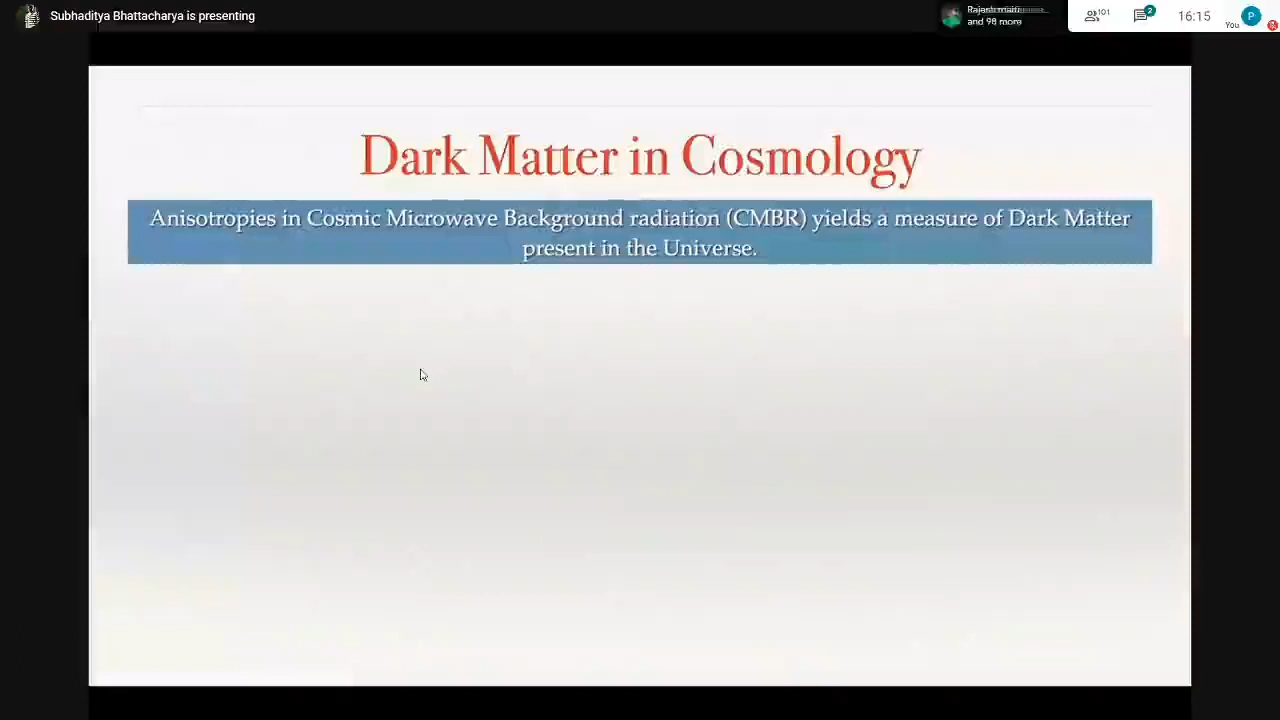 Subhaditya Bhattacharya is presenting
and 98 more
101
2
16:15
You
P
Dark Matter in Cosmology
Anisotropies in Cosmic Microwave Background radiation (CMBR) yields a measure of Dark Matter
present in the Universe.